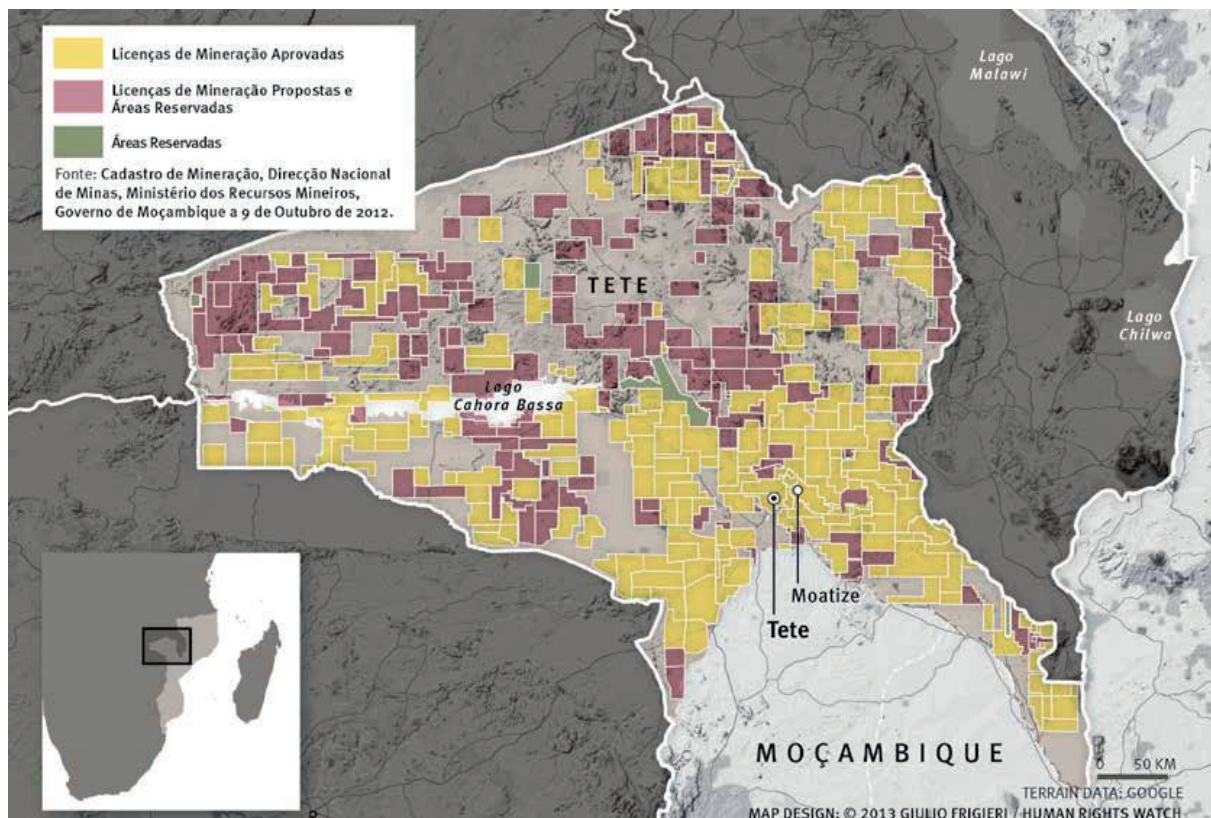 Licenças de Mineração Aprovadas
Licenças de Mineração Propostas e
Áreas Reservadas
Áreas Reservadas
Fonte: Cadastro de Mineração, Direcção Nacional
de Minas, Ministério dos Recursos Mineiros,
Governo de Moçambique a 9 de Outubro de 2012.
Lago
Malawi
TETE
Lago
Chilwa
Lago
Cahora Bassa
Moatize
Tete
MOÇAMBIQUE
50 KM
TERRAIN DATA: GOOGLE
MAP DESIGN: © 2013 GIULIO FRIGIERI / HUMAN RIGHTS WATCH